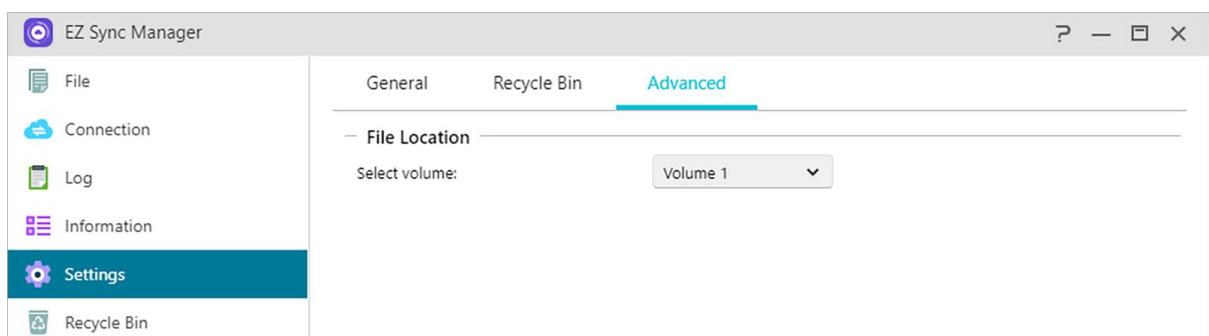 EZ Sync Manager
File
Connection
Log
Information
Settings
Recycle Bin
General Recycle Bin Advanced
File Location
Select volume: Volume 1